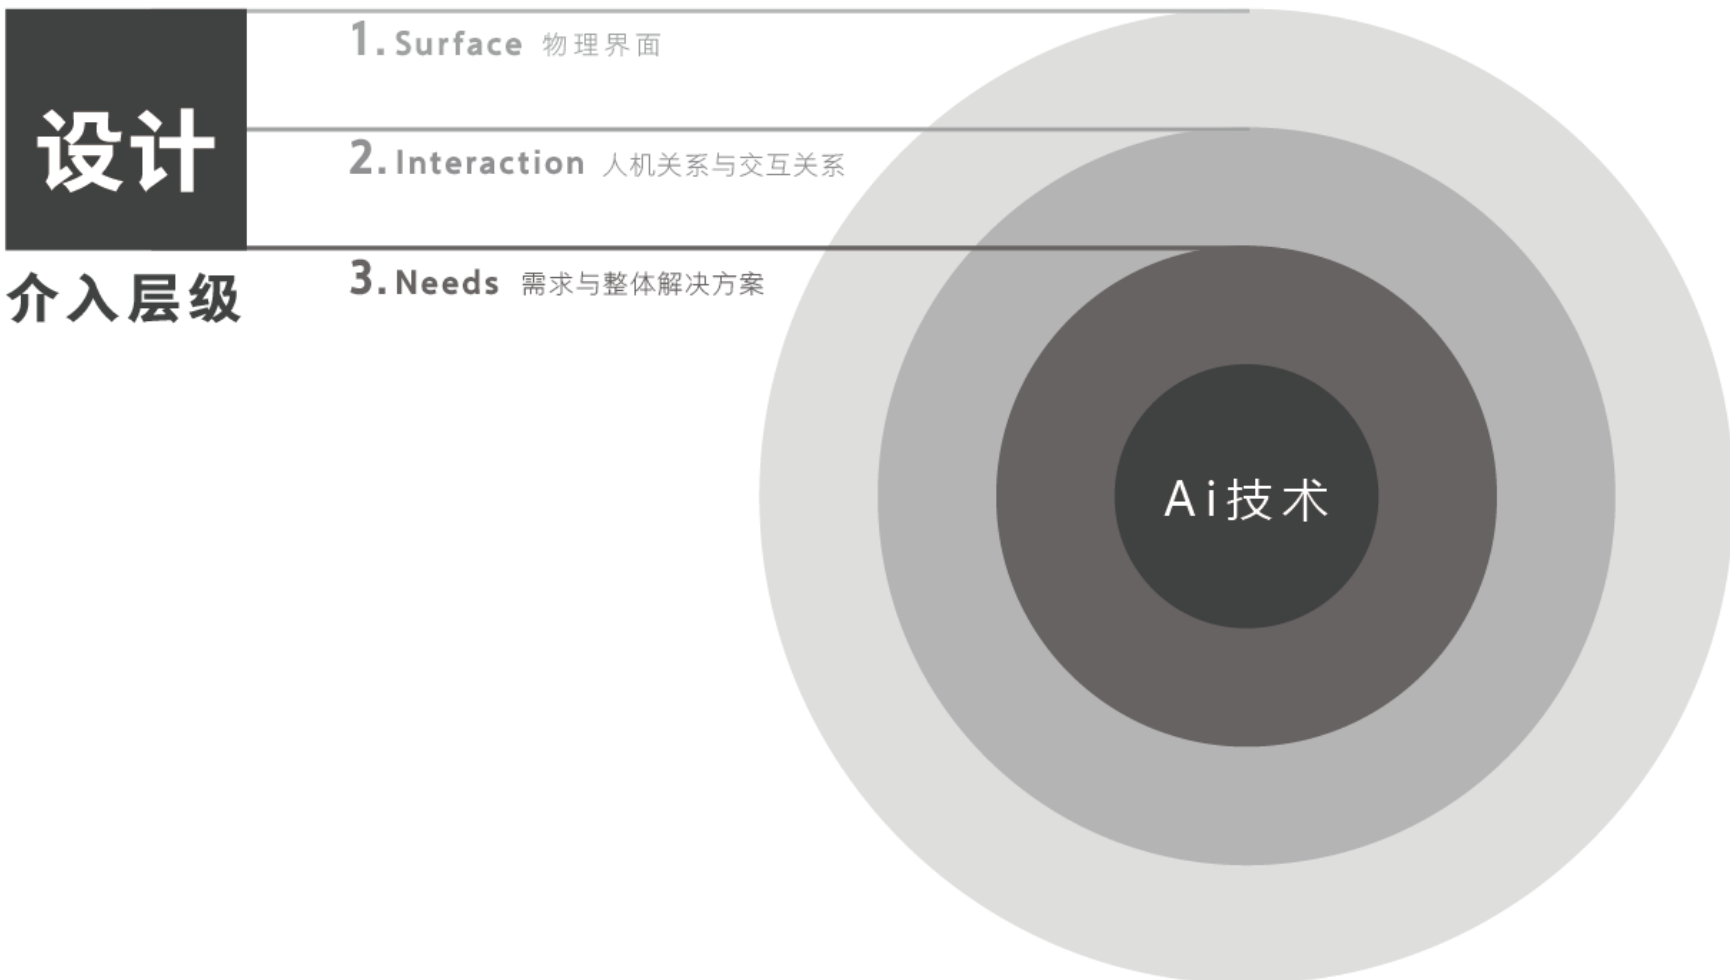 设计
介入层级
1. Surface 物理界面
2. Interaction 人机关系与交互关系
3. Needs 需求与整体解决方案
Ai技术